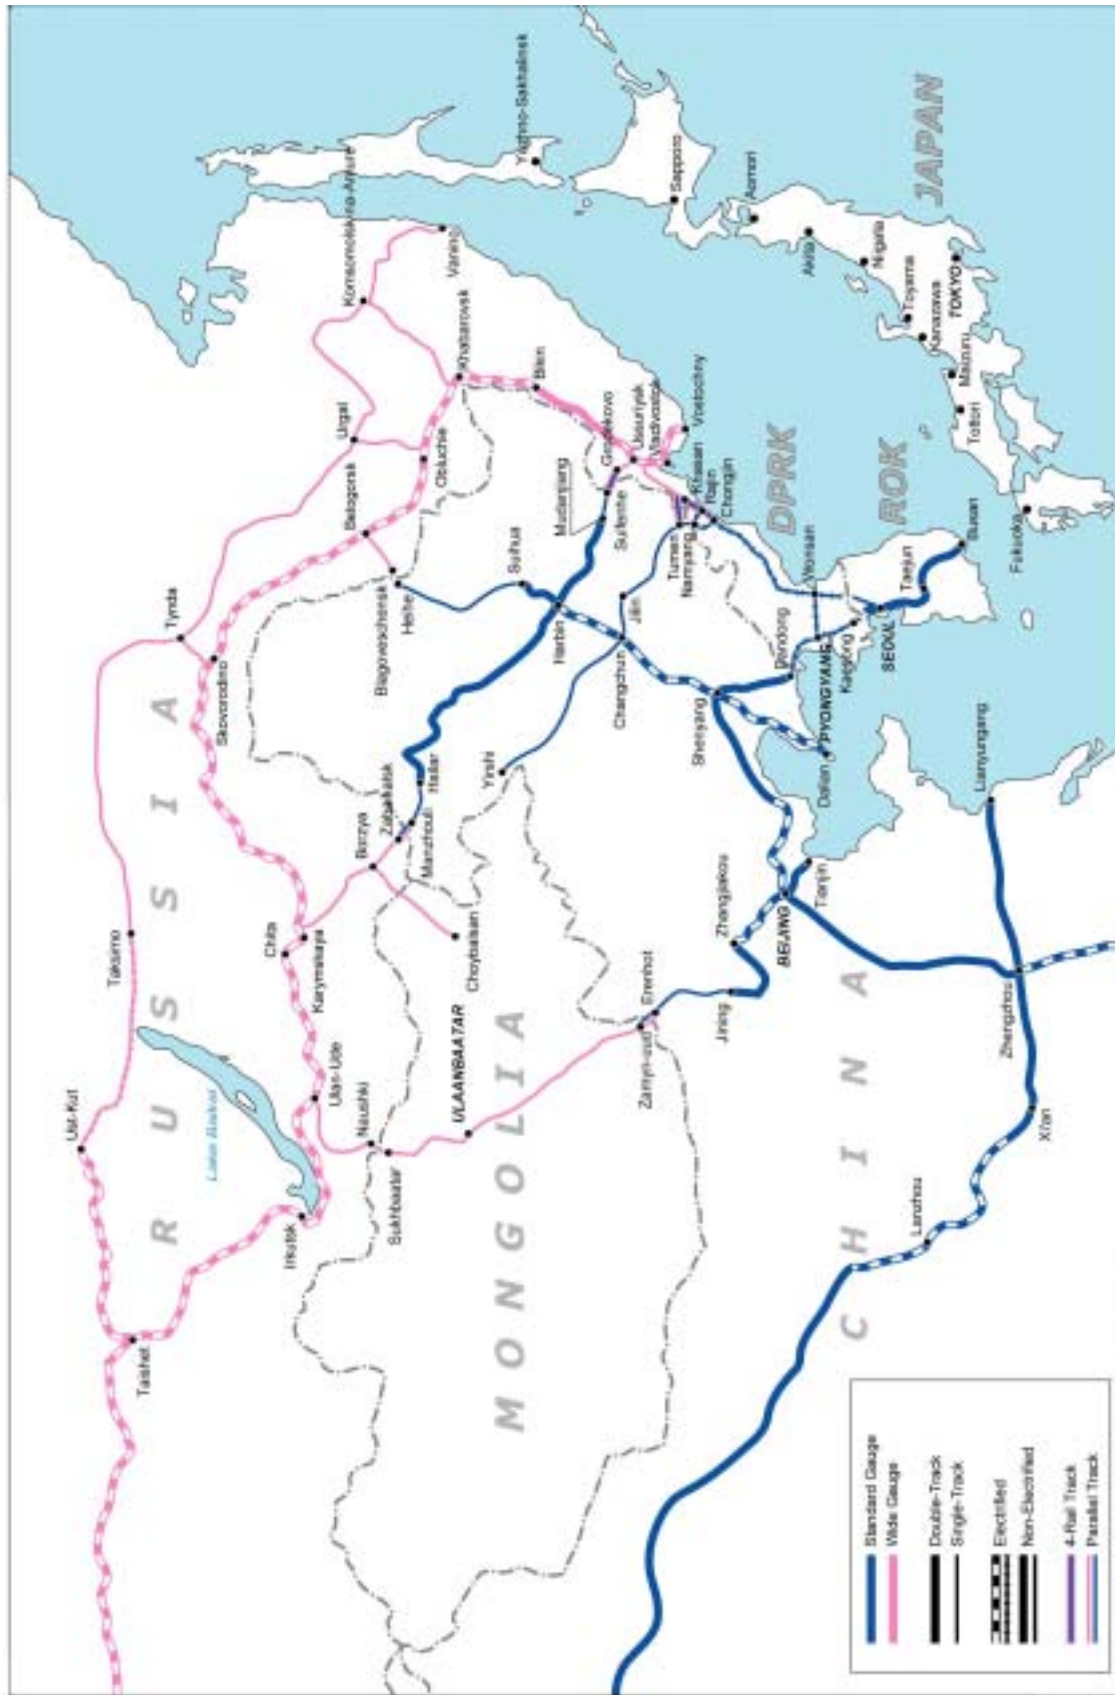 RUSSIA
MONGOLIA
CHINA
DPRK
ROK
JAPAN
Lake Baikal
Taishet
Ust-Kut
Irkutsk
Taksimo
Ulan-Ude
Naushki
Sukhbaatar
ULAANBAATAR
Chita
Karymskaya
Choybalsan
Borzya
Zabaikalsk
Manzhouli
Hailar
Tynda
Skovorodino
Belogorsk
Blagoveschensk
Heihe
Urgal
Obluchie
Khabarovsk
Komsomolskna-Amure
Vanino
Yuzhno-Sakhalinsk
Bikin
Ussuriysk
Vladivostok
Vostochny
Suifenhe
Suihua
Harbin
Jilin
Changchun
Yirshi
Tumen
Namyang
Khasan
Rajin
Chongjin
Shenyang
Dandong
Dalian
PYONGYANG
Wonsan
Kaesong
SEOUL
Taejun
Busan
Zamyn-uud
Erenhot
Jining
Zhangjiakou
BEIJING
Tianjin
Lianyungang
Zhengzhou
Xi'an
Lanzhou
Sapporo
Aomori
Akita
Niigata
Toyama
Kanazawa
TOKYO
Maizuru
Tottori
Fukuoka
Standard Gauge
Wide Gauge
Double-Track
Single-Track
Electrified
Non-Electrified
4-Rail Track
Parallel Track